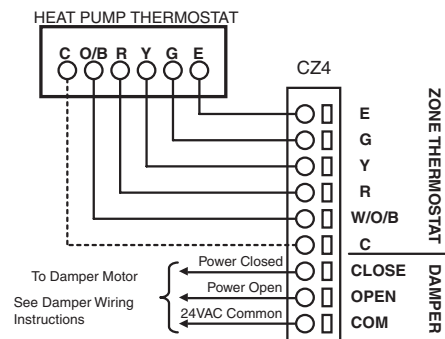 HEAT PUMP THERMOSTAT
C O/B R Y G E
CZ4
E
G
Y
R
W/O/B
C
CLOSE
OPEN
COM
ZONE THERMOSTAT
DAMPER
Power Closed
Power Open
24VAC Common
To Damper Motor
See Damper Wiring
Instructions